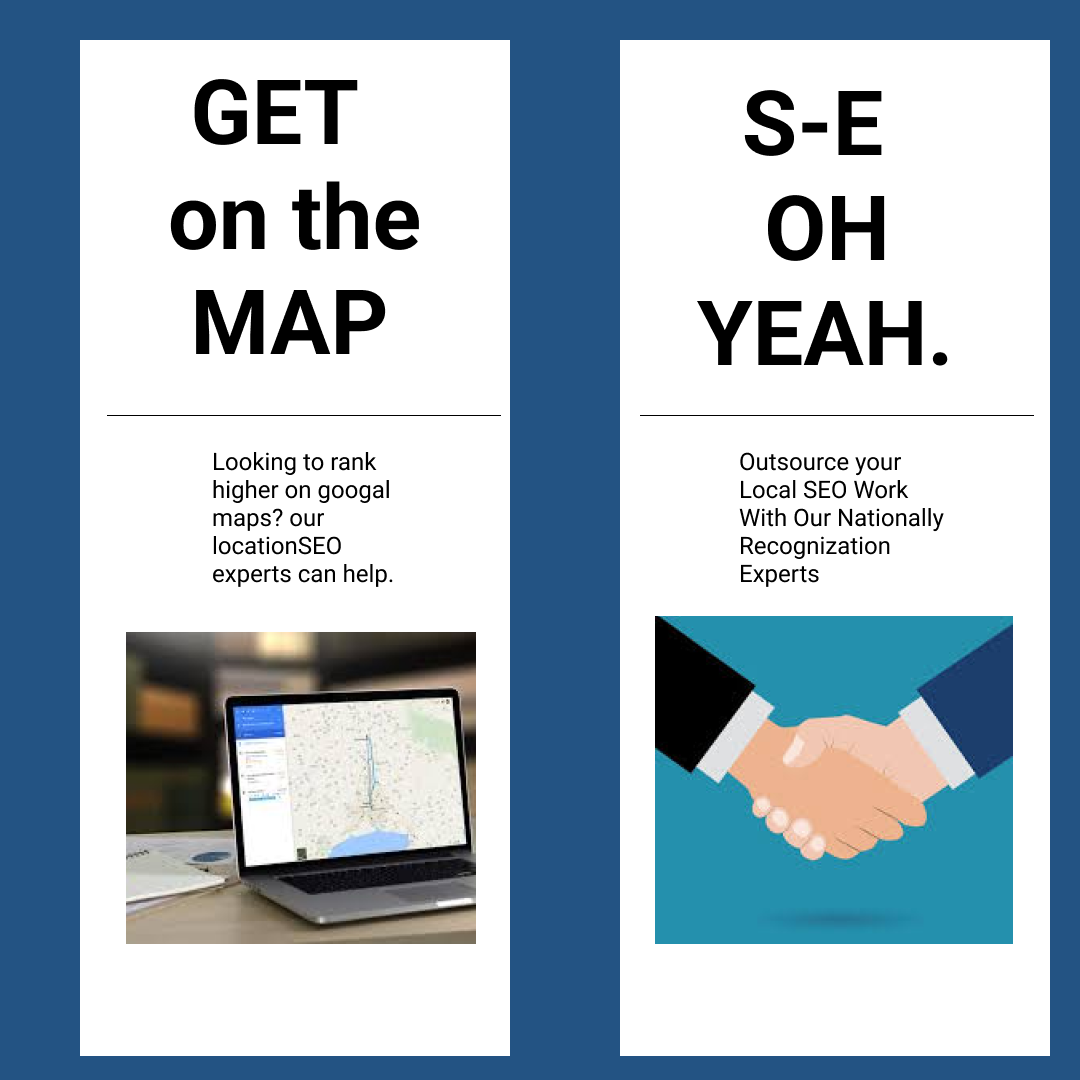 GET
on the
MAP
Looking to rank
higher on googal
maps? our
locationSEO
experts can help.
S-E
OH
YEAH.
Outsource your
Local SEO Work
With Our Nationally
Recognization
Experts